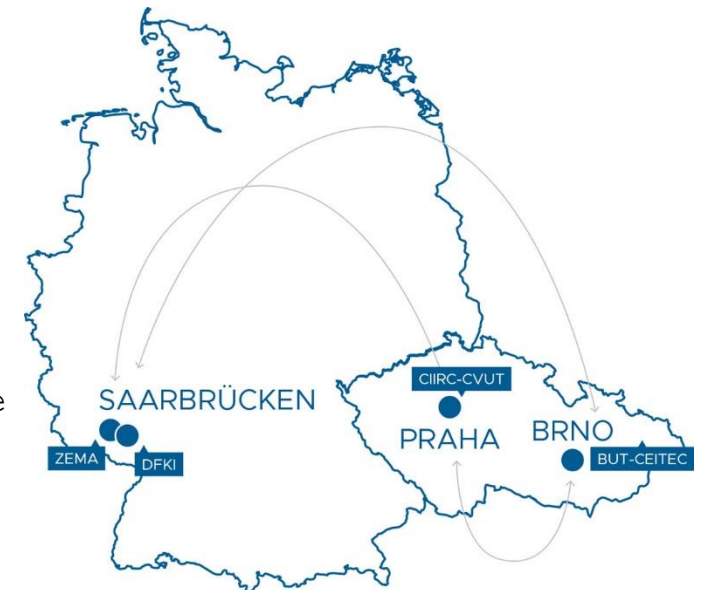 CIIRC-CVUT
SAARBRÜCKEN
BRNO
PRAHA
ZEMA
DFKI
BUT-CEITEC
e